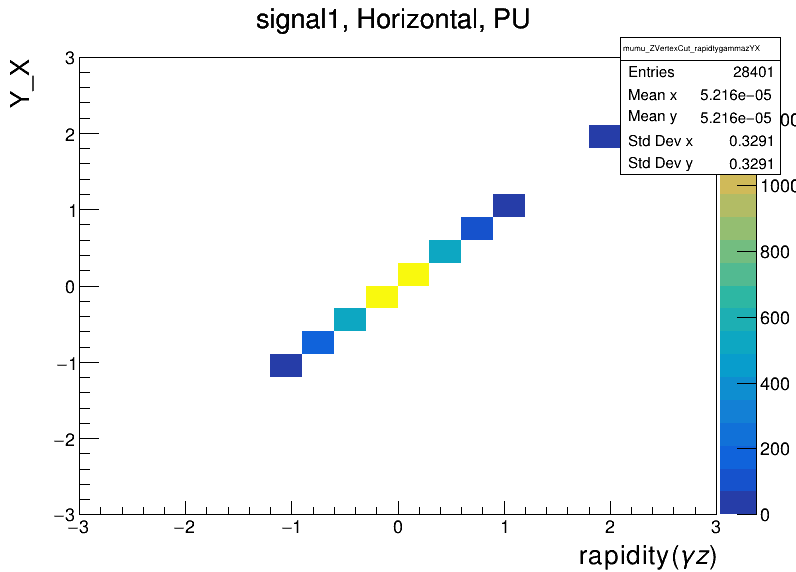 signal1, Horizontal, PU
Y_X
mumu_ZVertexCut_rapidtygammazYX
Entries 28401
Mean x 5.216e−05
Mean y 5.216e−05
Std Dev x 0.3291
Std Dev y 0.3291
3
2
1
0
−1
−2
−3
−3 −2 −1 0 1 2 3
rapidity(γz)
1000
800
600
400
200
0